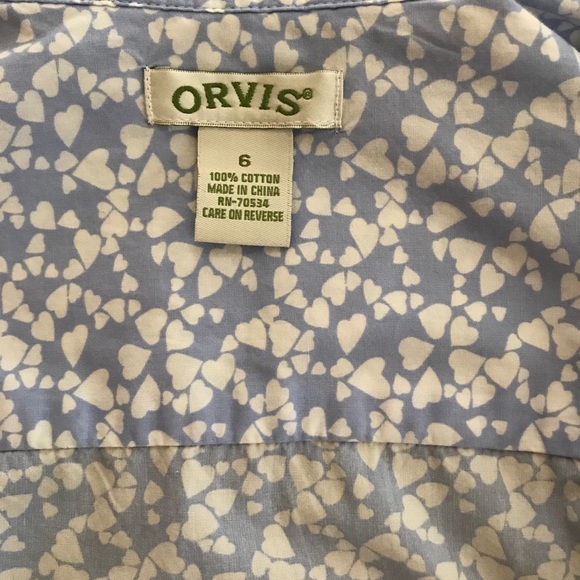 ORVIS®
6
100% COTTON
MADE IN CHINA
RN-70534
CARE ON REVERSE